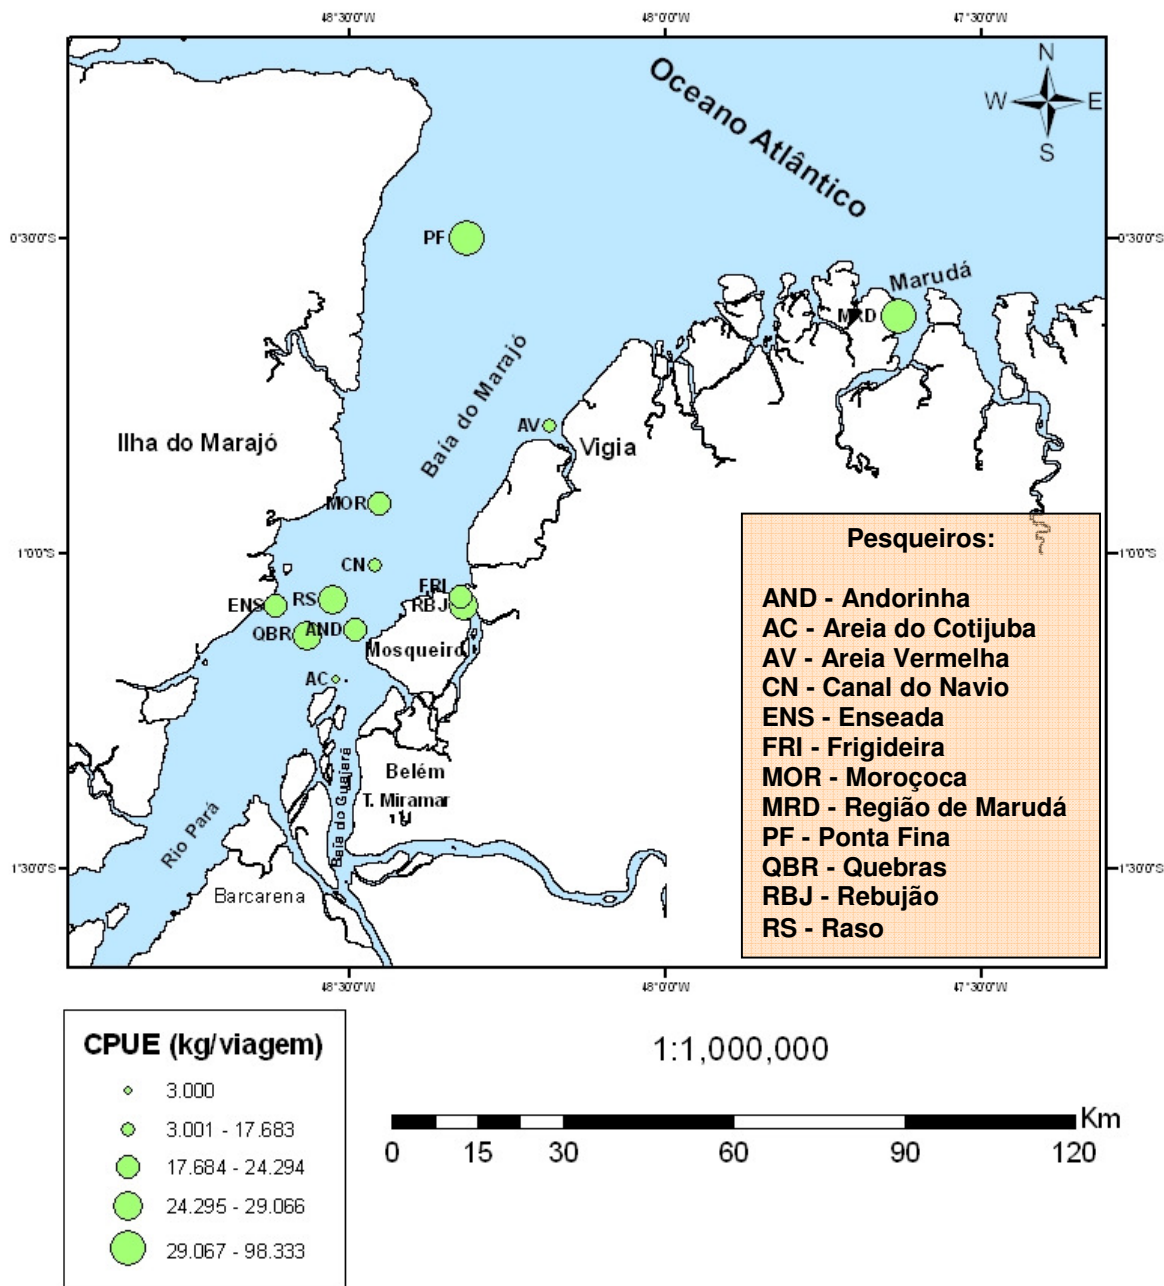 48°30'0"W 48°0'0"W 47°30'0"W
N
W E
S
Oceano Atlântico
0°30'0"S PF 0°30'0"S
Marudá
MRD
Baía do Marajó
AV
Ilha do Marajó Vigia
MOR
1°0'0"S CN 1°0'0"S
FRI
ENS RS RBJ
QBR AND
Mosqueiro
AC
Belém
T. Miramar
Baía do Guajará
Rio Pará
1°30'0"S 1°30'0"S
Barcarena
Pesqueiros:
AND - Andorinha
AC - Areia do Cotijuba
AV - Areia Vermelha
CN - Canal do Navio
ENS - Enseada
FRI - Frigideira
MOR - Moroçoca
MRD - Região de Marudá
PF - Ponta Fina
QBR - Quebras
RBJ - Rebujão
RS - Raso
48°30'0"W 48°0'0"W 47°30'0"W
CPUE (kg/viagem)
3.000
3.001 - 17.683
17.684 - 24.294
24.295 - 29.066
29.067 - 98.333
1:1,000,000
Km
0 15 30 60 90 120